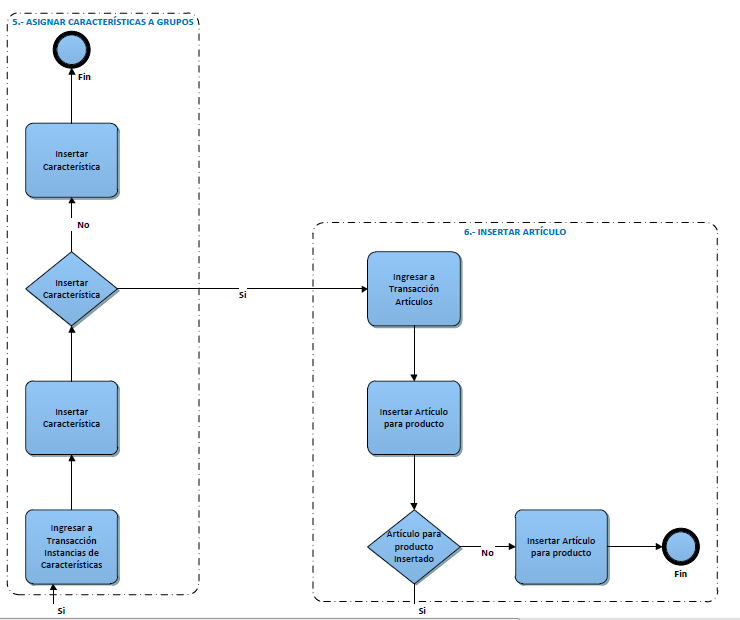 5.- ASIGNAR CARACTERÍSTICAS A GRUPOS
Fin
Insertar
Característica
No
Insertar
Característica
Si
Insertar
Característica
Ingresar a
Transacción
Instancias de
Características
Si
6.- INSERTAR ARTÍCULO
Ingresar a
Transacción
Artículos
Insertar Artículo
para producto
Artículo para
producto
Insertado
No
Insertar Artículo
para producto
Fin
Si